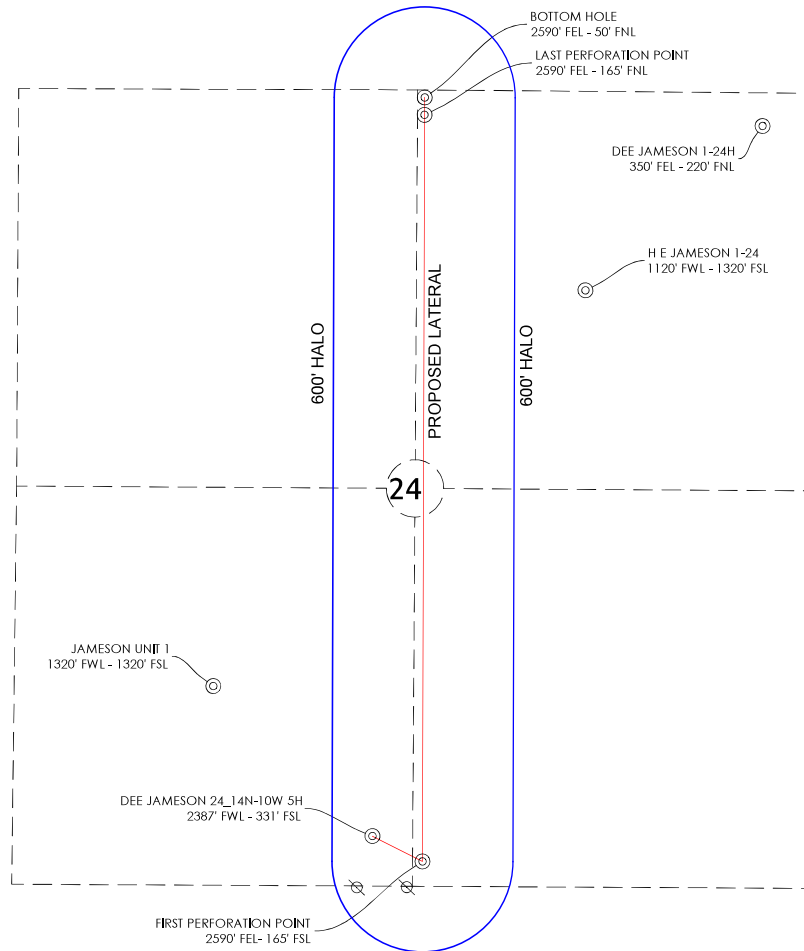 BOTTOM HOLE
2590' FEL - 50' FNL
LAST PERFORATION POINT
2590' FEL - 165' FNL
DEE JAMESON 1-24H
350' FEL - 220' FNL
H E JAMESON 1-24
1120' FWL - 1320' FSL
600' HALO
PROPOSED LATERAL
600' HALO
24
JAMESON UNIT 1
1320' FWL - 1320' FSL
DEE JAMESON 24_14N-10W 5H
2387' FWL - 331' FSL
FIRST PERFORATION POINT
2590' FEL- 165' FSL